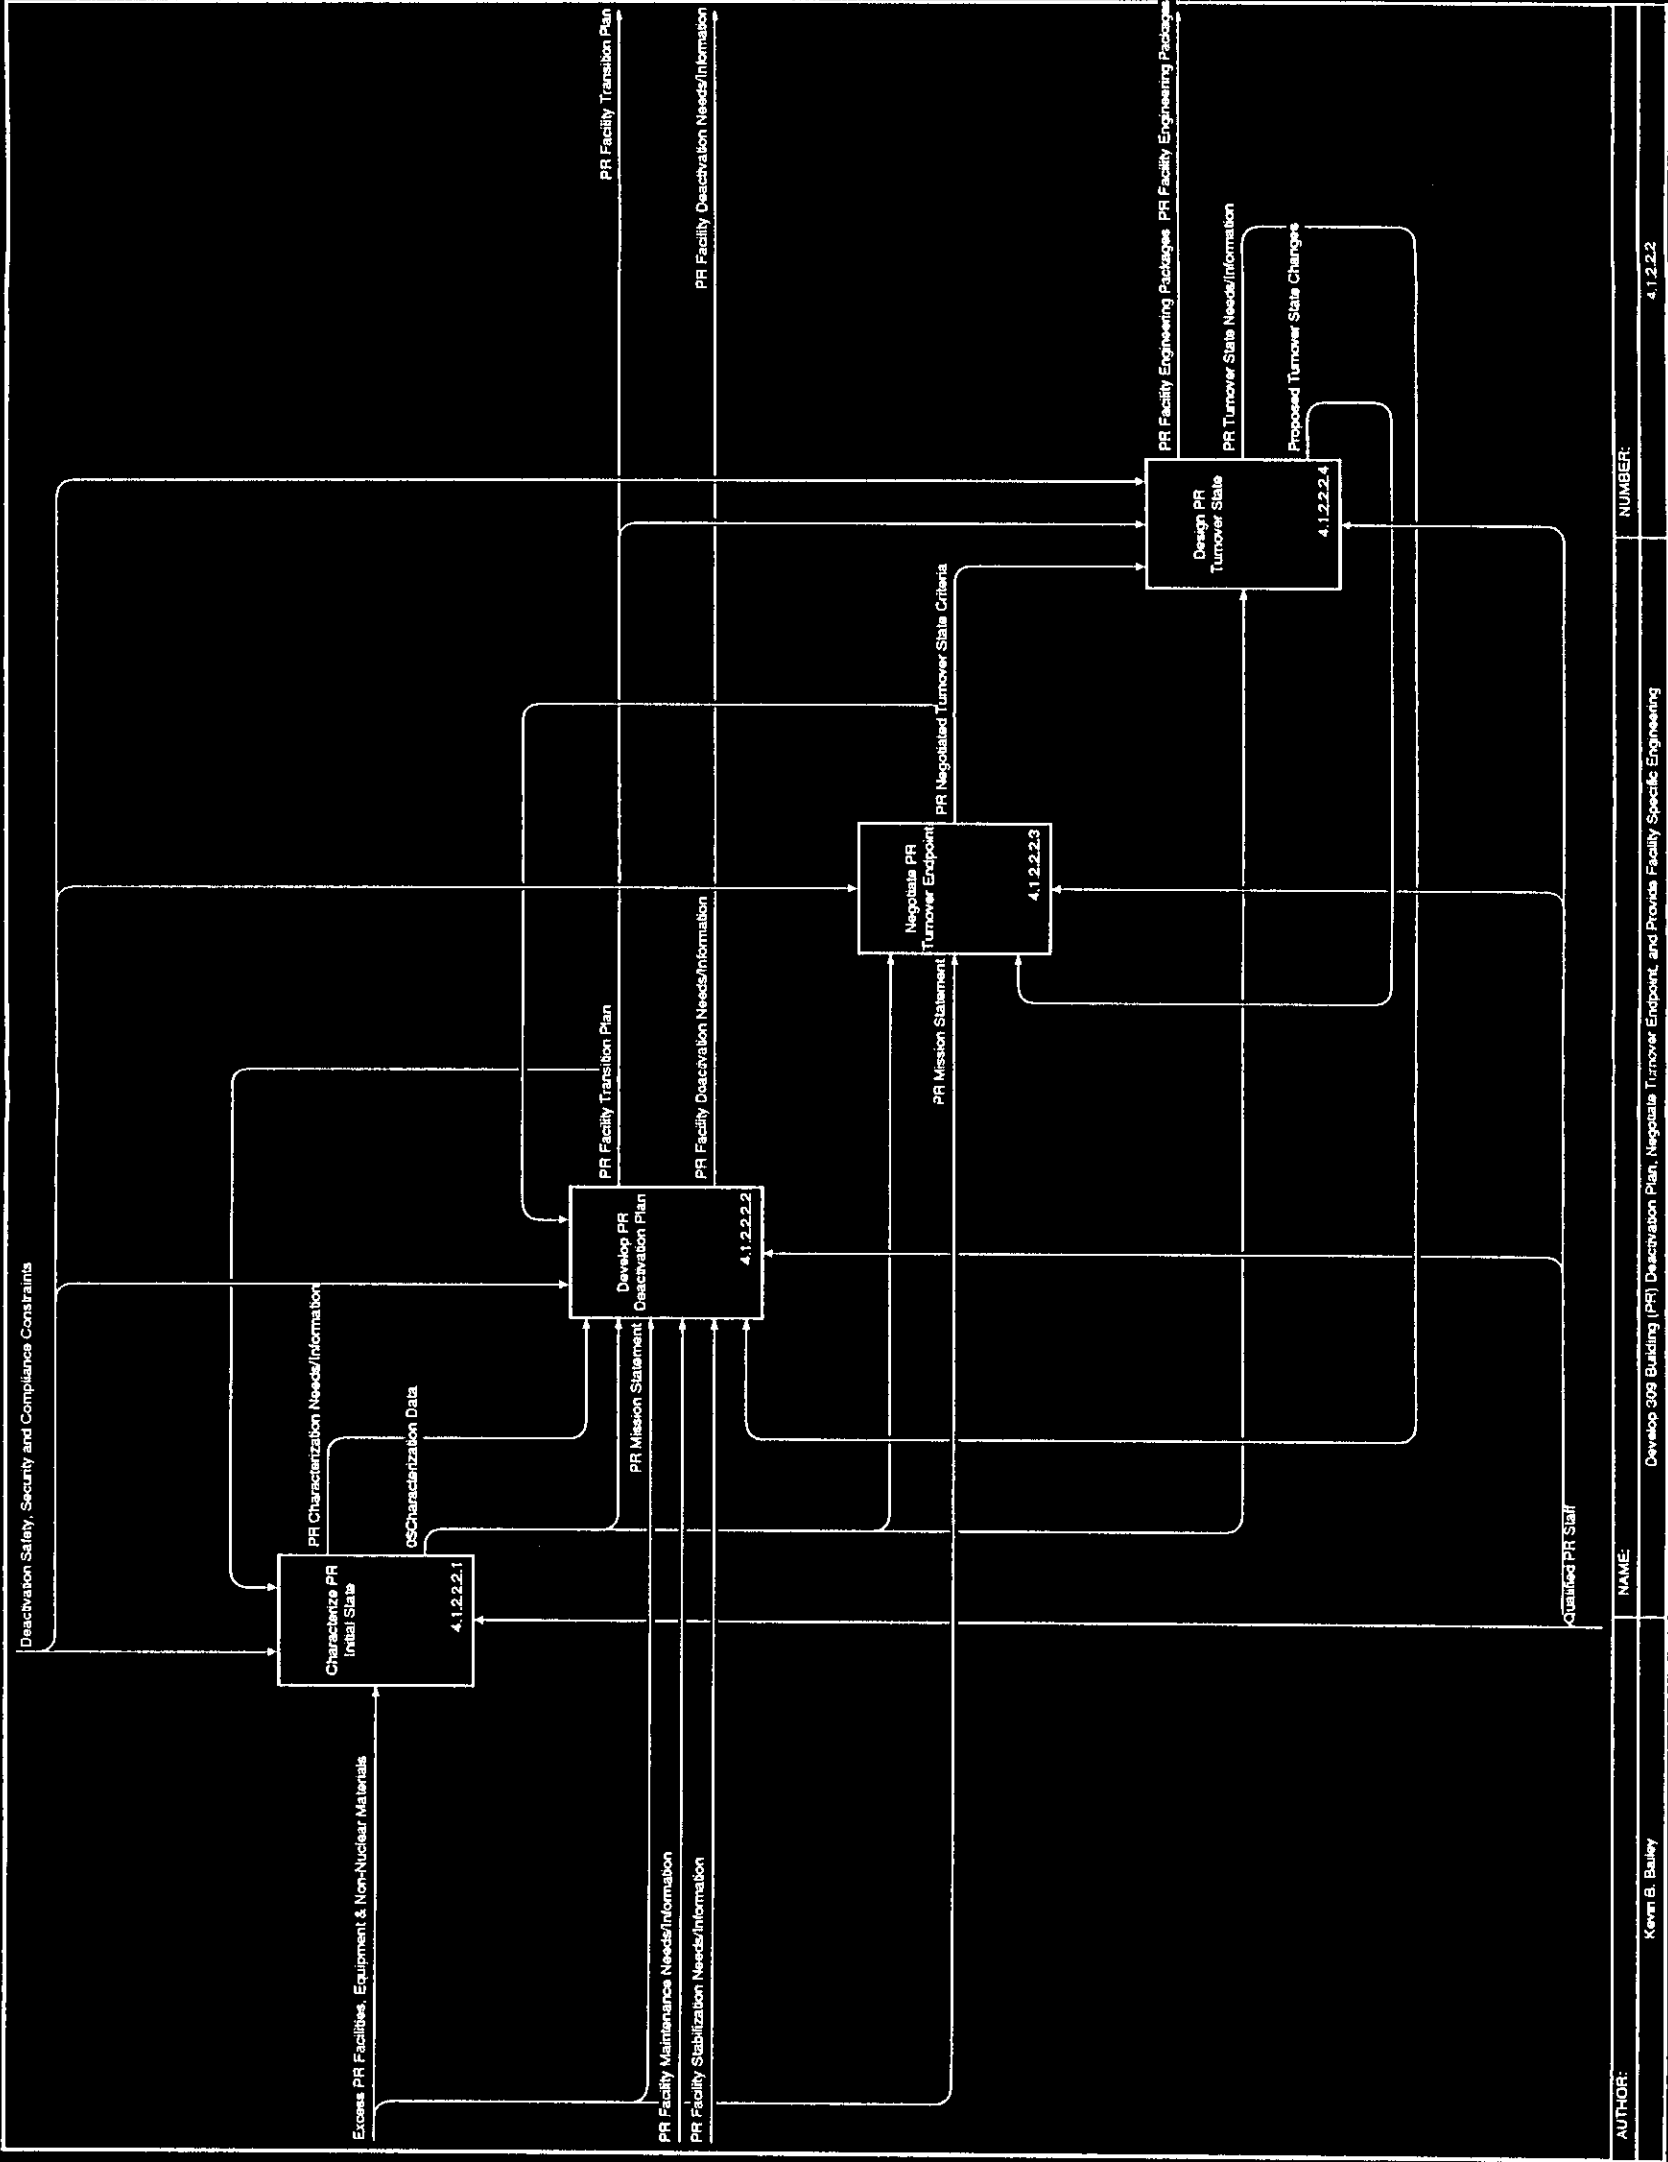 Deactivation Safety, Security and Compliance Constraints
Excess PR Facilities, Equipment & Non-Nuclear Materials
Characterize PR
Initial State
4.1.2.2.2.1
PR Characterization Needs/Information
0SCharacterization Data
PR Facility Maintenance Needs/Information
PR Facility Stabilization Needs/Information
PR Mission Statement
Develop PR
Deactivation Plan
4.1.2.2.2.2
PR Facility Transition Plan
PR Facility Transition Plan
PR Facility Deactivation Needs/Information
PR Facility Deactivation Needs/Information
PR Mission Statement
Negotiate PR
Turnover Endpoint
4.1.2.2.2.3
PR Negotiated Turnover State Criteria
Design PR
Turnover State
4.1.2.2.2.4
PR Facility Engineering Packages
PR Facility Engineering Packages
PR Turnover State Needs/Information
Proposed Turnover State Changes
Qualified PR Staff
AUTHOR:
NAME:
NUMBER:
Kevin B. Bailey
Develop 309 Building (PR) Deactivation Plan, Negotiate Turnover Endpoint, and Provide Facility Specific Engineering
4.1.2.2.2